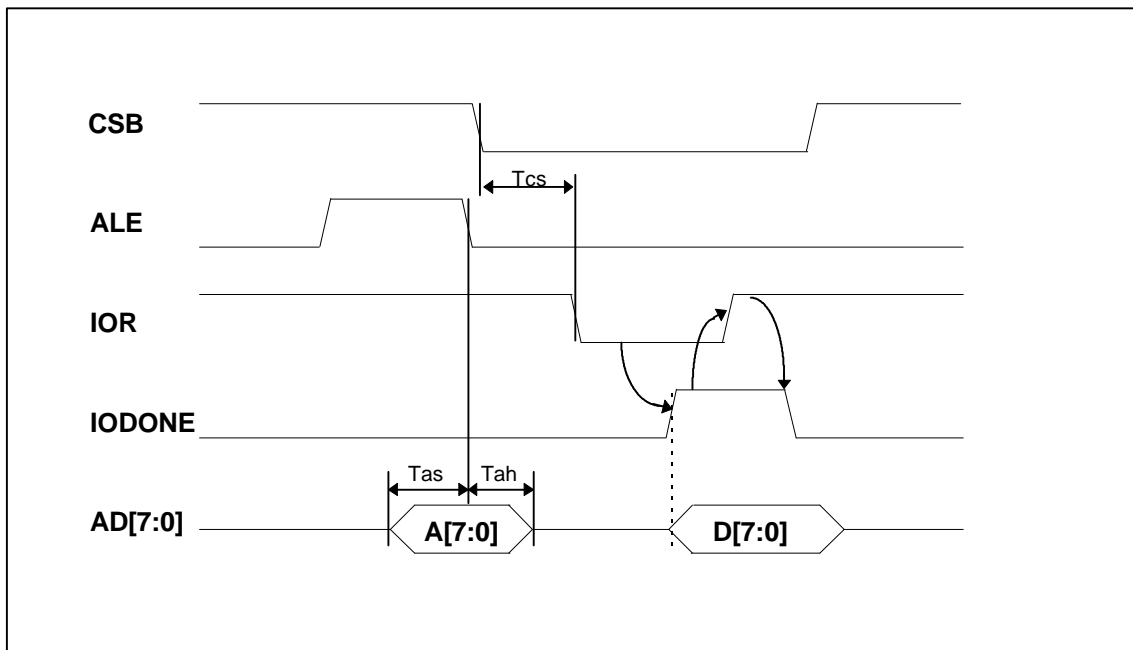 CSB
Tcs
ALE
IOR
IODONE
Tas Tah
AD[7:0] A[7:0] D[7:0]